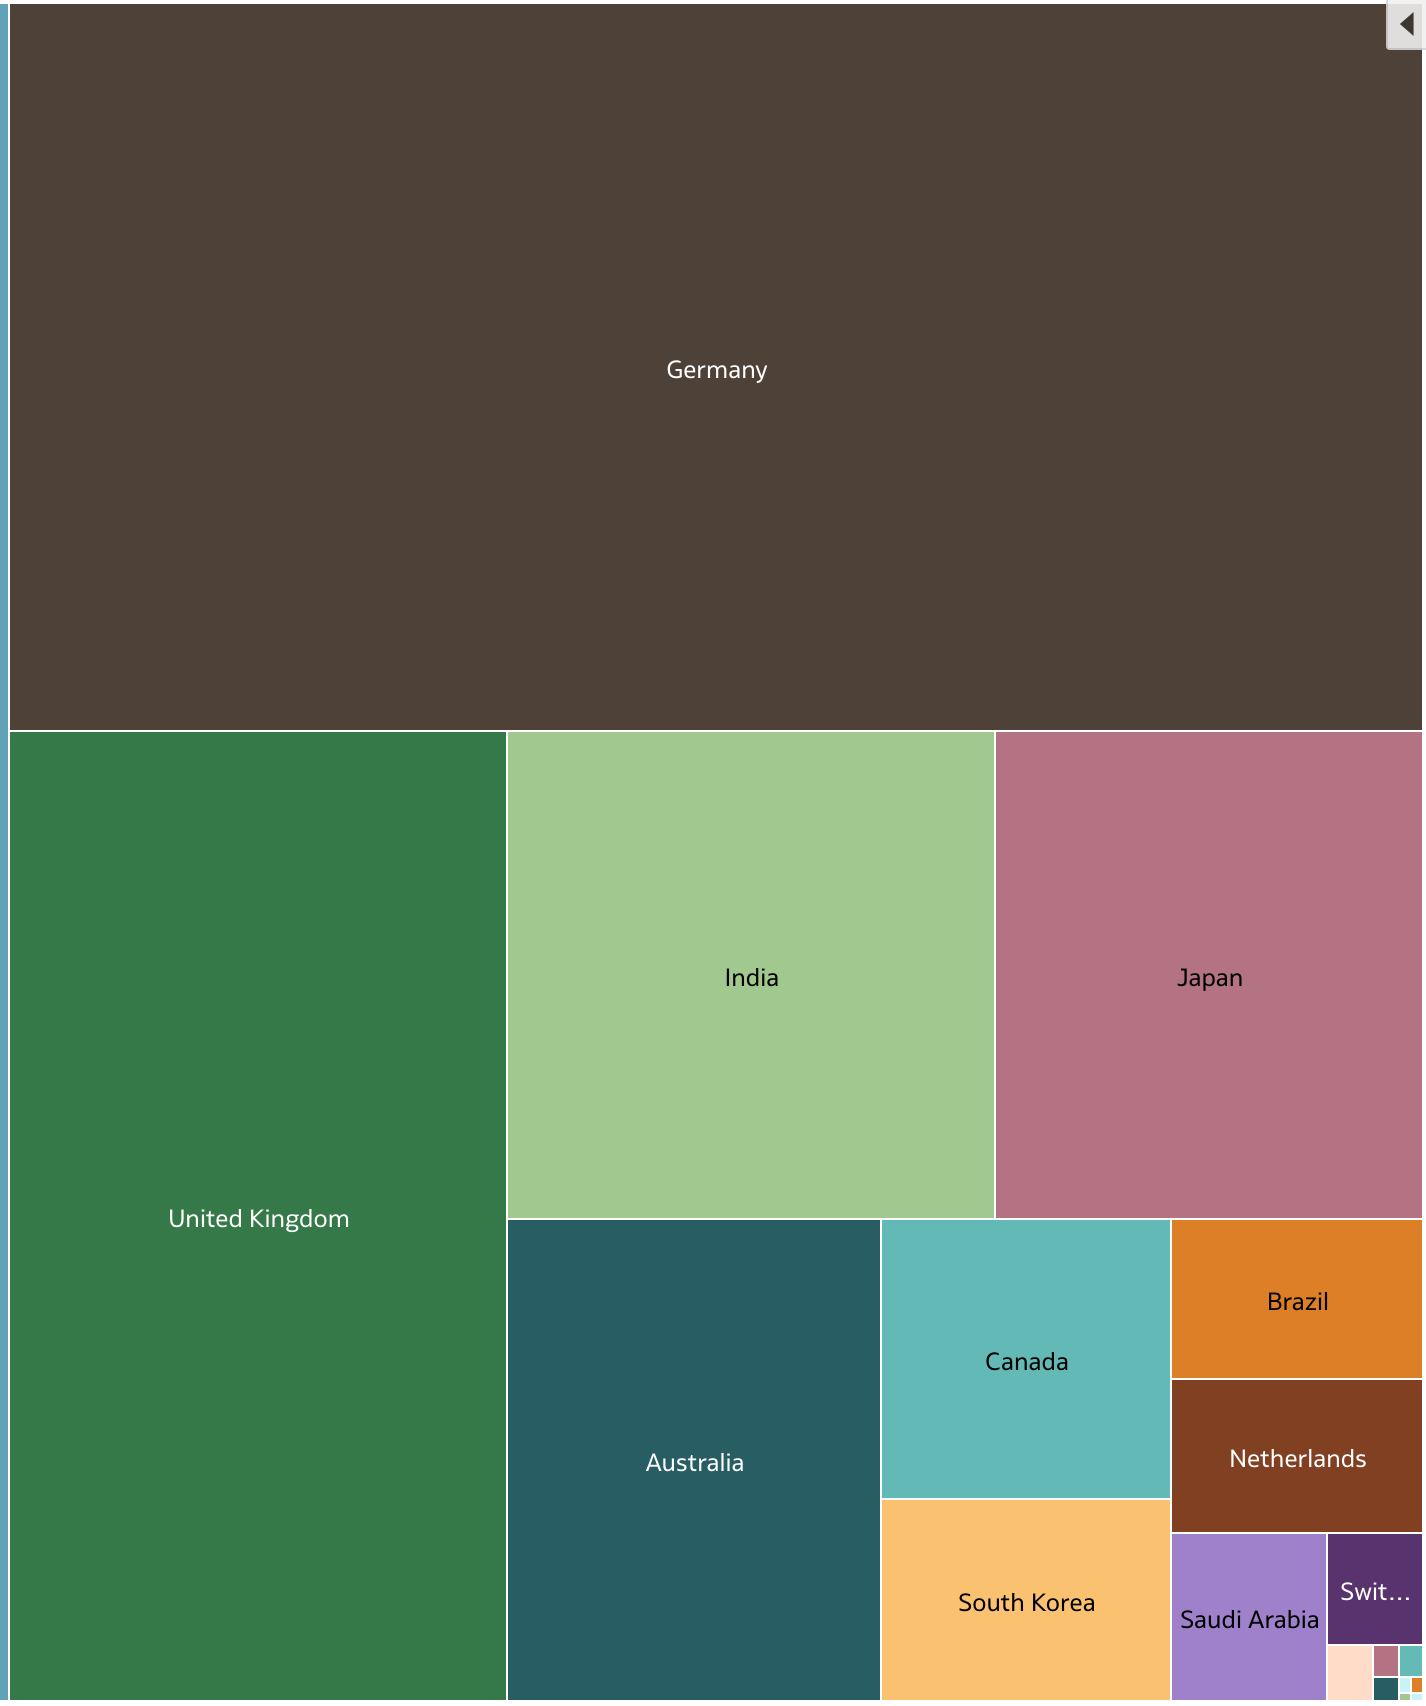 Germany
United Kingdom
India
Japan
Australia
Canada
South Korea
Brazil
Netherlands
Saudi Arabia
Swit...